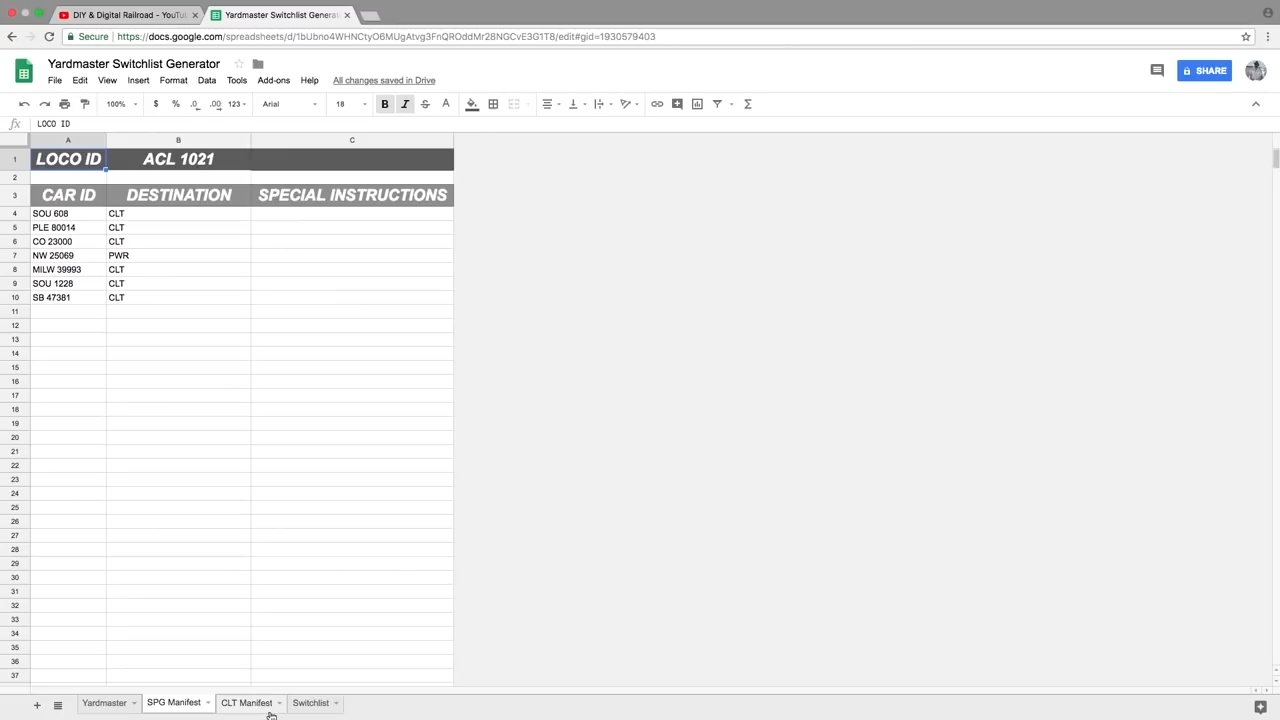 DIY & Digital Railroad - YouTu
Yardmaster Switchlist Genera
Secure
https://docs.google.com/spreadsheets/d/1bUbno4WHNCtyO6MUgAtvg3FnQROddMr28NGCvE3G1T8/edit#gid=1930579403
Yardmaster Switchlist Generator
File Edit View Insert Format Data Tools Add-ons Help All changes saved in Drive
SHARE
100% $ % .0 .00 123 Arial 18 B I S A Σ
fx LOCO ID
A B C
1 LOCO ID ACL 1021
2
3 CAR ID DESTINATION SPECIAL INSTRUCTIONS
4 SOU 608 CLT
5 PLE 80014 CLT
6 CO 23000 CLT
7 NW 25069 PWR
8 MILW 39993 CLT
9 SOU 1228 CLT
10 SB 47381 CLT
11
12
13
14
15
16
17
18
19
20
21
22
23
24
25
26
27
28
29
30
31
32
33
34
35
36
37
Yardmaster SPG Manifest CLT Manifest Switchlist